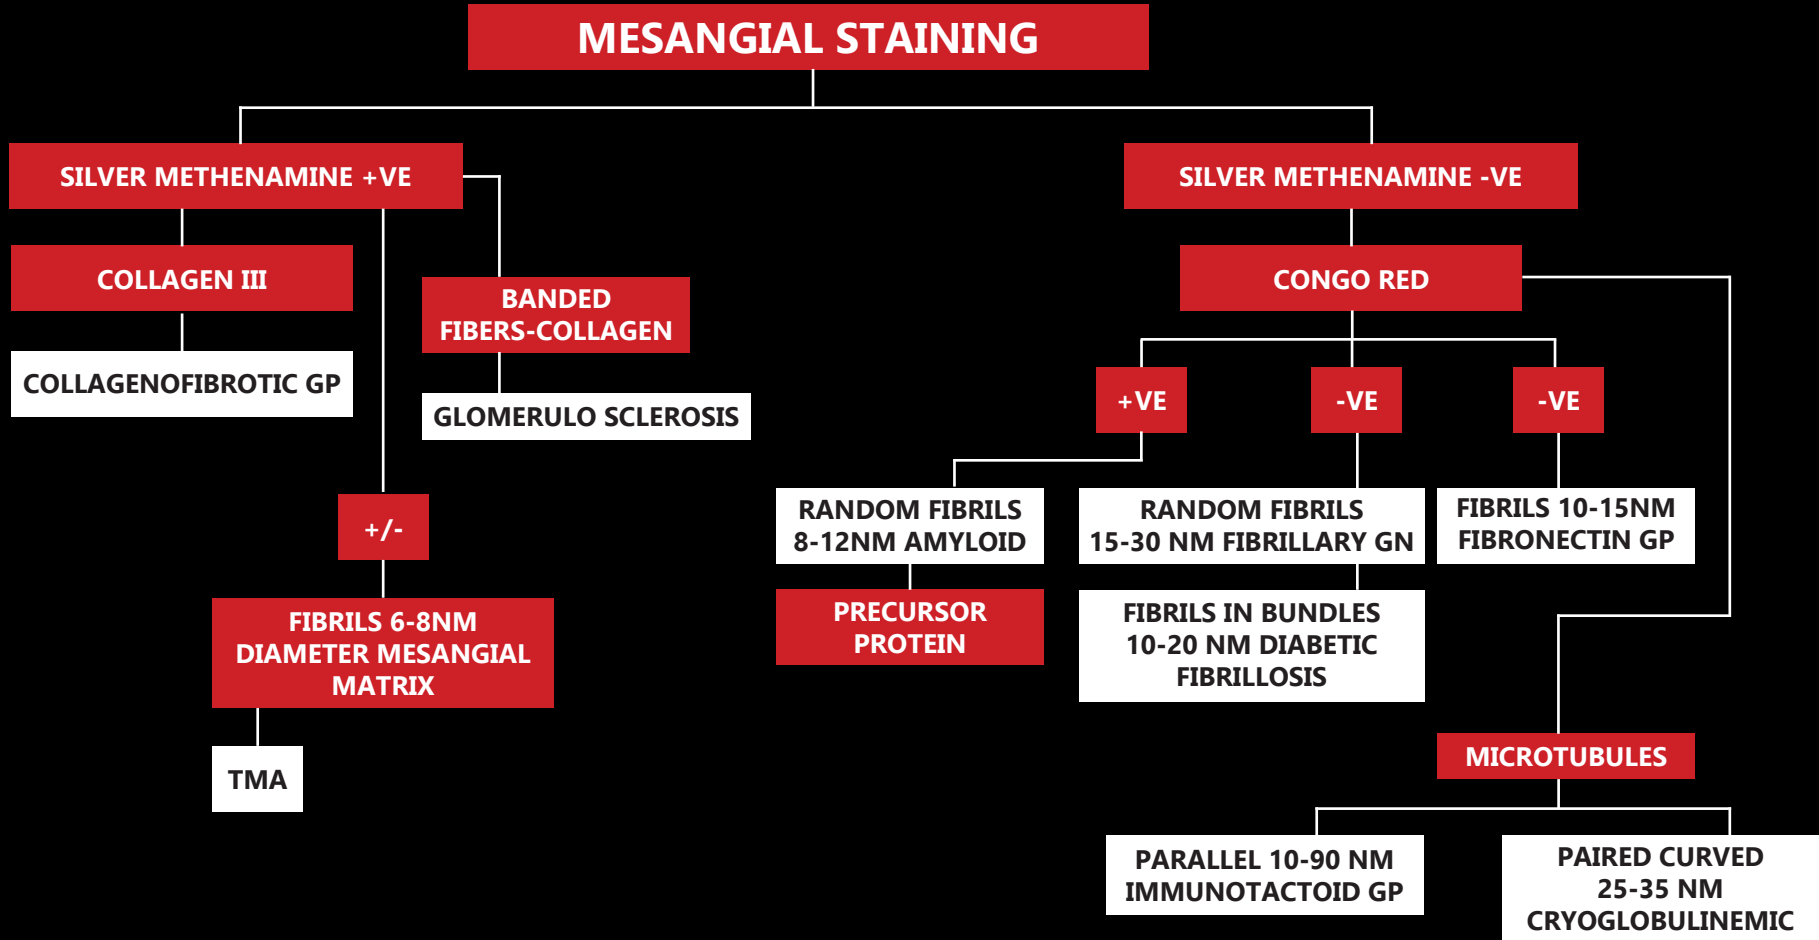 MESANGIAL STAINING
SILVER METHENAMINE +VE
SILVER METHENAMINE -VE
COLLAGEN III
BANDED
FIBERS-COLLAGEN
CONGO RED
COLLAGENOFIBROTIC GP
GLOMERULO SCLEROSIS
+VE
-VE
-VE
+/-
RANDOM FIBRILS
8-12NM AMYLOID
RANDOM FIBRILS
15-30 NM FIBRILLARY GN
FIBRILS 10-15NM
FIBRONECTIN GP
FIBRILS 6-8NM
DIAMETER MESANGIAL
MATRIX
PRECURSOR
PROTEIN
FIBRILS IN BUNDLES
10-20 NM DIABETIC
FIBRILLOSIS
TMA
MICROTUBULES
PARALLEL 10-90 NM
IMMUNOTACTOID GP
PAIRED CURVED
25-35 NM
CRYOGLOBULINEMIC